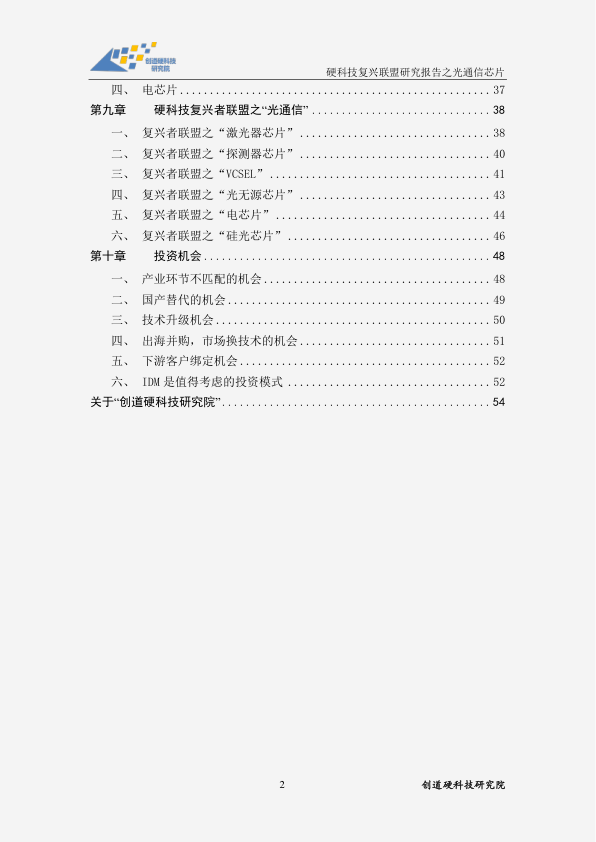 创道硬科技
研究院
硬科技复兴联盟研究报告之光通信芯片
四、 电芯片....................................................37
第九章 硬科技复兴者联盟之“光通信”..............................38
一、 复兴者联盟之“激光器芯片”................................38
二、 复兴者联盟之“探测器芯片”................................40
三、 复兴者联盟之“VCSEL”.....................................41
四、 复兴者联盟之“光无源芯片”................................43
五、 复兴者联盟之“电芯片”....................................44
六、 复兴者联盟之“硅光芯片”..................................46
第十章 投资机会................................................48
一、 产业环节不匹配的机会......................................48
二、 国产替代的机会............................................49
三、 技术升级机会..............................................50
四、 出海并购，市场换技术的机会................................51
五、 下游客户绑定机会..........................................52
六、 IDM是值得考虑的投资模式..................................52
关于“创道硬科技研究院”.............................................54
2
创道硬科技研究院